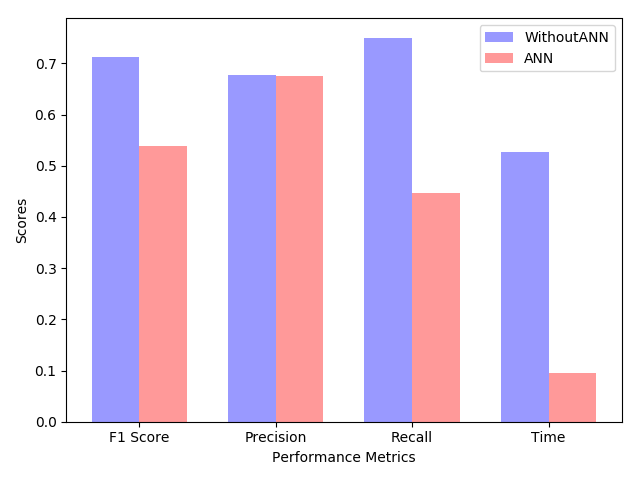 WithoutANN
ANN
0.7
0.6
0.5
0.4
0.3
0.2
0.1
0.0
Scores
F1 Score Precision Recall Time
Performance Metrics